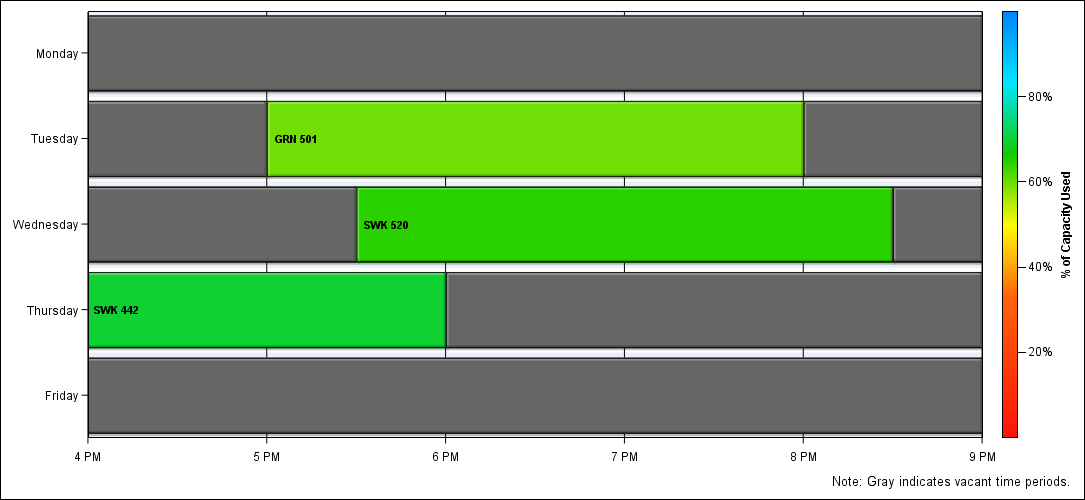 Monday
Tuesday
GRN 501
Wednesday
SWK 520
Thursday
SWK 442
Friday
4 PM
5 PM
6 PM
7 PM
8 PM
9 PM
80%
60%
40%
20%
% of Capacity Used
Note: Gray indicates vacant time periods.